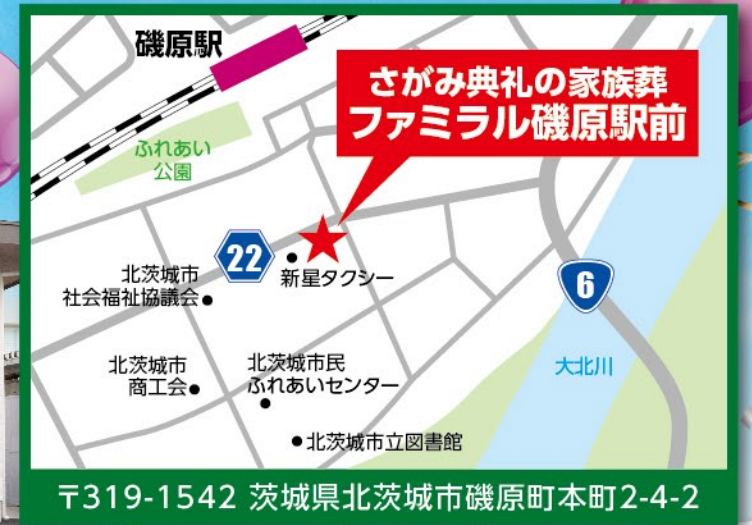 磯原駅
さがみ典礼の家族葬
ファミラル磯原駅前
ふれあい
公園
22
新星タクシー
北茨城市
社会福祉協議会
6
北茨城市
商工会
北茨城市民
ふれあいセンター
大北川
北茨城市立図書館
〒319-1542 茨城県北茨城市磯原町本町2-4-2